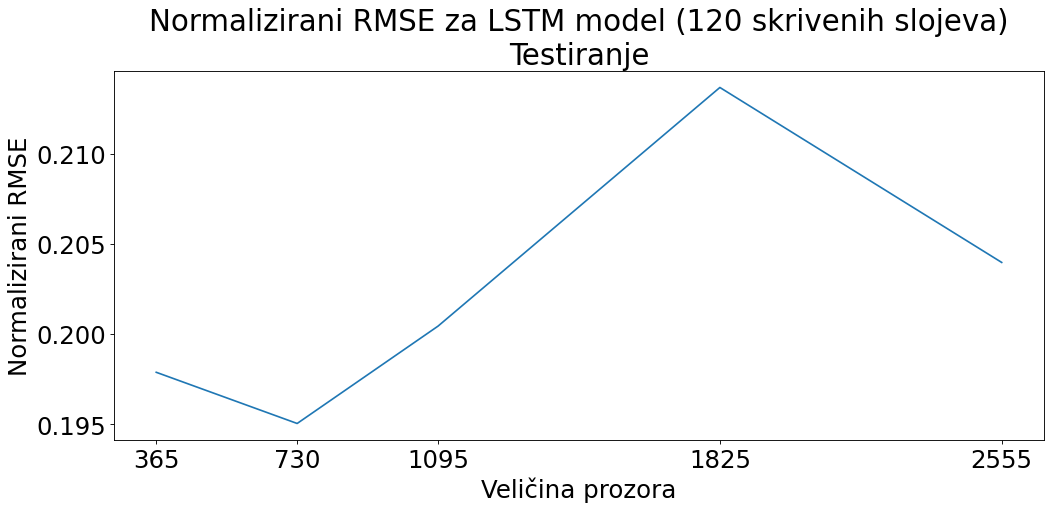 Normalizirani RMSE za LSTM model (120 skrivenih slojeva)
Testiranje
Normalizirani RMSE
0.210
0.205
0.200
0.195
365 730 1095 1825 2555
Veličina prozora